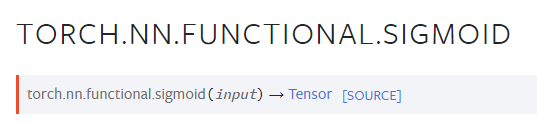 TORCH.NN.FUNCTIONAL.SIGMOID
torch.nn.functional.sigmoid(input) → Tensor [SOURCE]